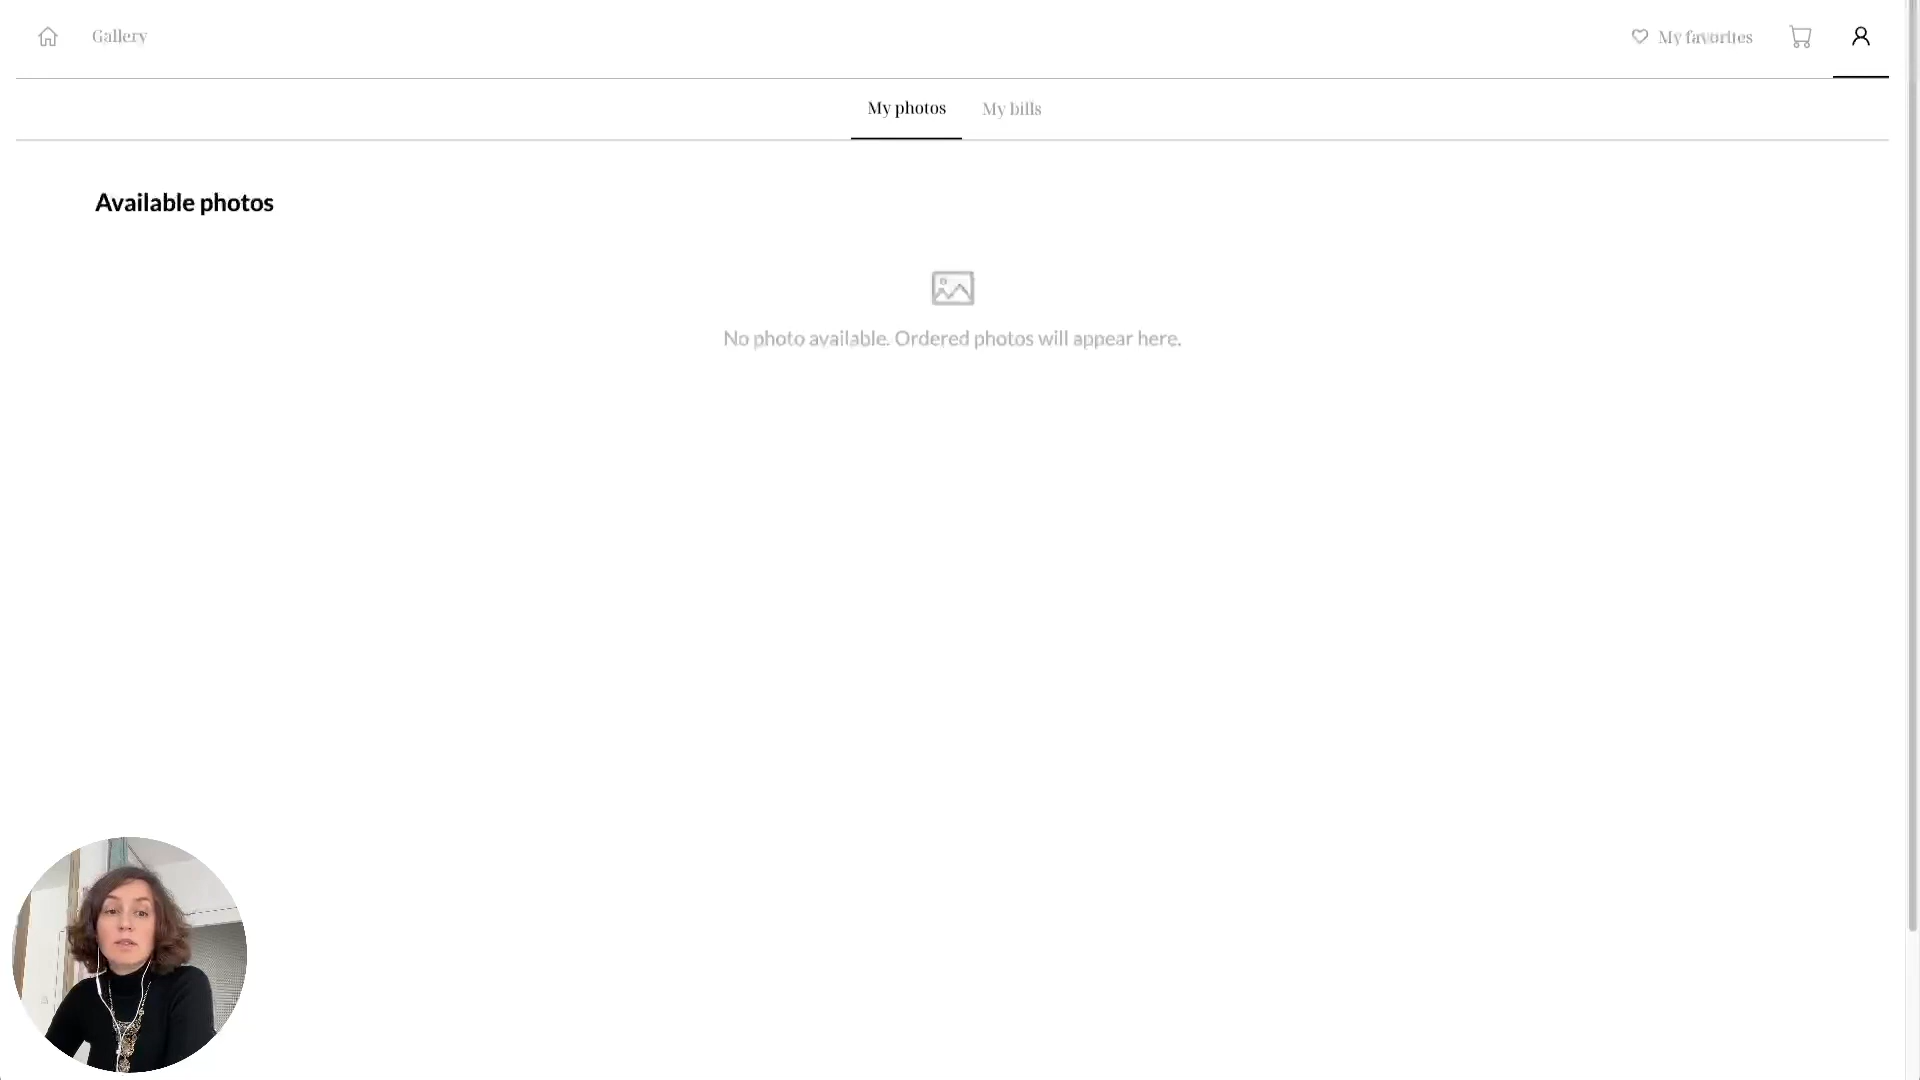 Gallery
My favorites
My photos
My bills
Available photos
No photo available. Ordered photos will appear here.